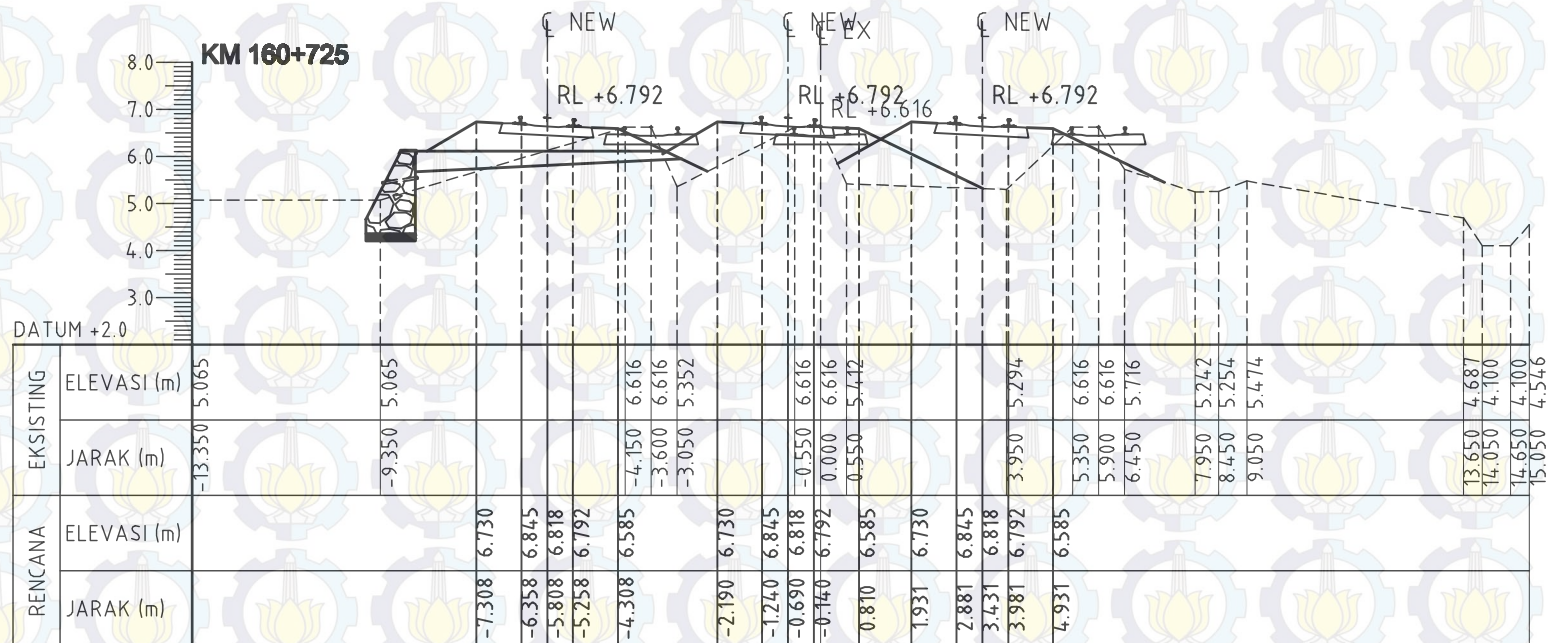 ℄ NEW
℄ NEW
℄ EX
℄ NEW
KM 160+725
8.0
7.0
6.0
5.0
4.0
3.0
RL +6.792
RL +6.792
RL +6.616
RL +6.792
DATUM +2.0
EKSISTING
ELEVASI (m)
5.065 5.065 6.616 6.616 5.352 6.616 6.616 5.412 5.294 6.616 6.616 5.716 5.242 5.254 5.474 4.687 4.100 4.100 4.546
JARAK (m)
-13.350 -9.350 -4.150 -3.600 -3.050 -0.550 0.000 0.550 3.950 5.350 5.900 6.450 7.950 8.450 9.050 13.650 14.050 14.650 15.050
RENCANA
ELEVASI (m)
6.730 6.845 6.818 6.792 6.585 6.730 6.845 6.818 6.792 6.585 6.730 6.845 6.818 6.792 6.585
JARAK (m)
-7.308 -6.358 -5.808 -5.258 -4.308 -2.190 -1.240 -0.690 -0.140 0.810 1.931 2.881 3.431 3.981 4.931